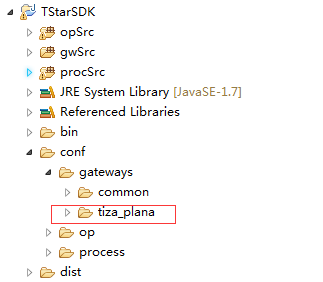 TStarSDK
opSrc
gwSrc
procSrc
JRE System Library [JavaSE-1.7]
Referenced Libraries
bin
conf
gateways
common
tiza_plana
op
process
dist